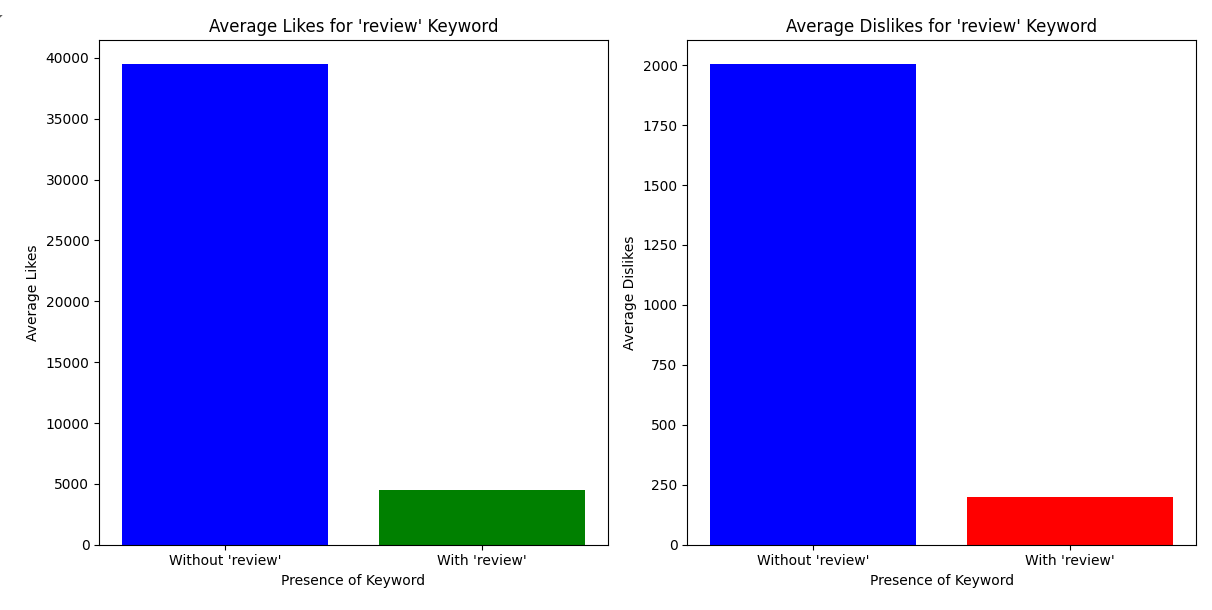 Average Likes for 'review' Keyword
Average Likes
40000
35000
30000
25000
20000
15000
10000
5000
0
Without 'review'
With 'review'
Presence of Keyword
Average Dislikes for 'review' Keyword
Average Dislikes
2000
1750
1500
1250
1000
750
500
250
0
Without 'review'
With 'review'
Presence of Keyword